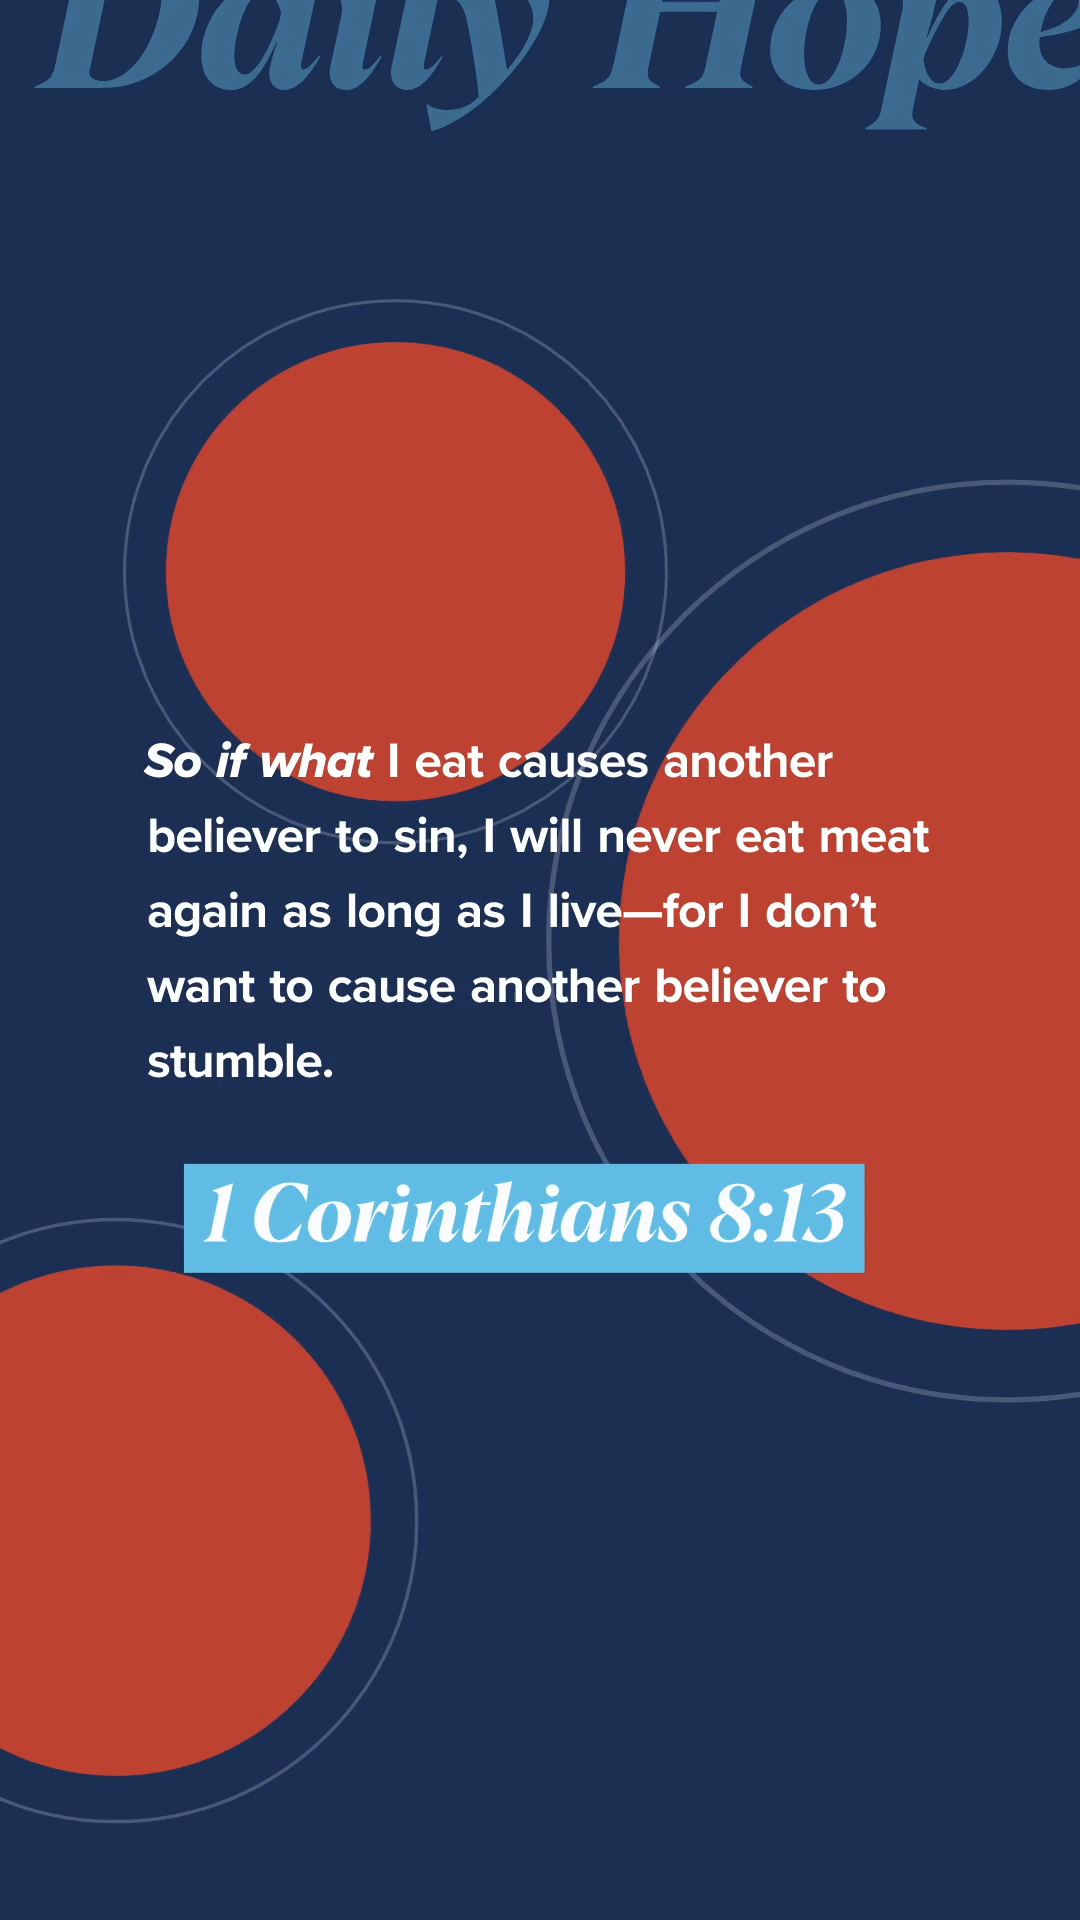 Daily Hope
So if what I eat causes another
believer to sin, I will never eat meat
again as long as I live—for I don’t
want to cause another believer to
stumble.
1 Corinthians 8:13